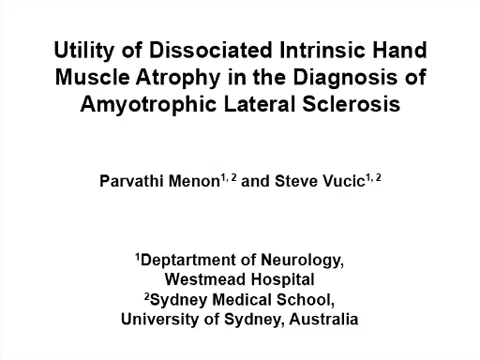 Utility of Dissociated Intrinsic Hand
Muscle Atrophy in the Diagnosis of
Amyotrophic Lateral Sclerosis
Parvathi Menon1, 2 and Steve Vucic1, 2
1Deptartment of Neurology,
Westmead Hospital
2Sydney Medical School,
University of Sydney, Australia